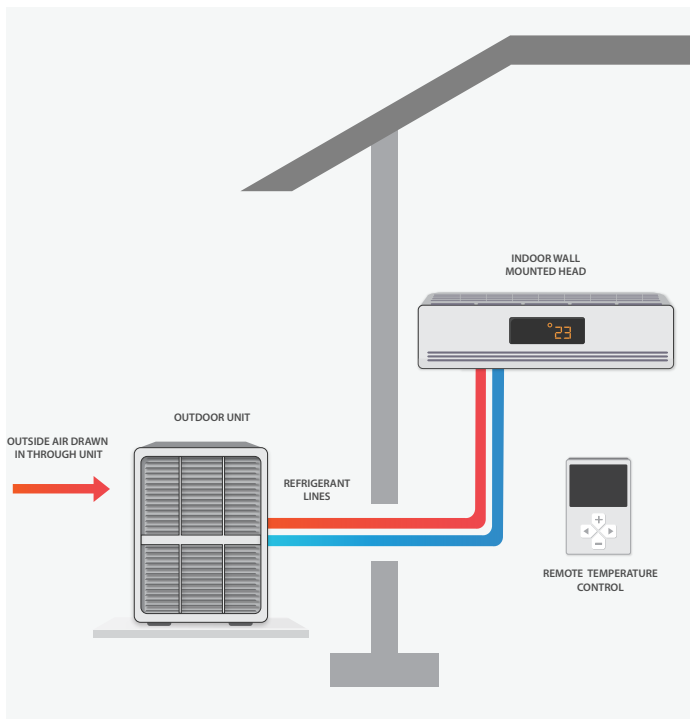 INDOOR WALL
MOUNTED HEAD
°23
OUTDOOR UNIT
OUTSIDE AIR DRAWN
IN THROUGH UNIT
REFRIGERANT
LINES
+
−
REMOTE TEMPERATURE
CONTROL